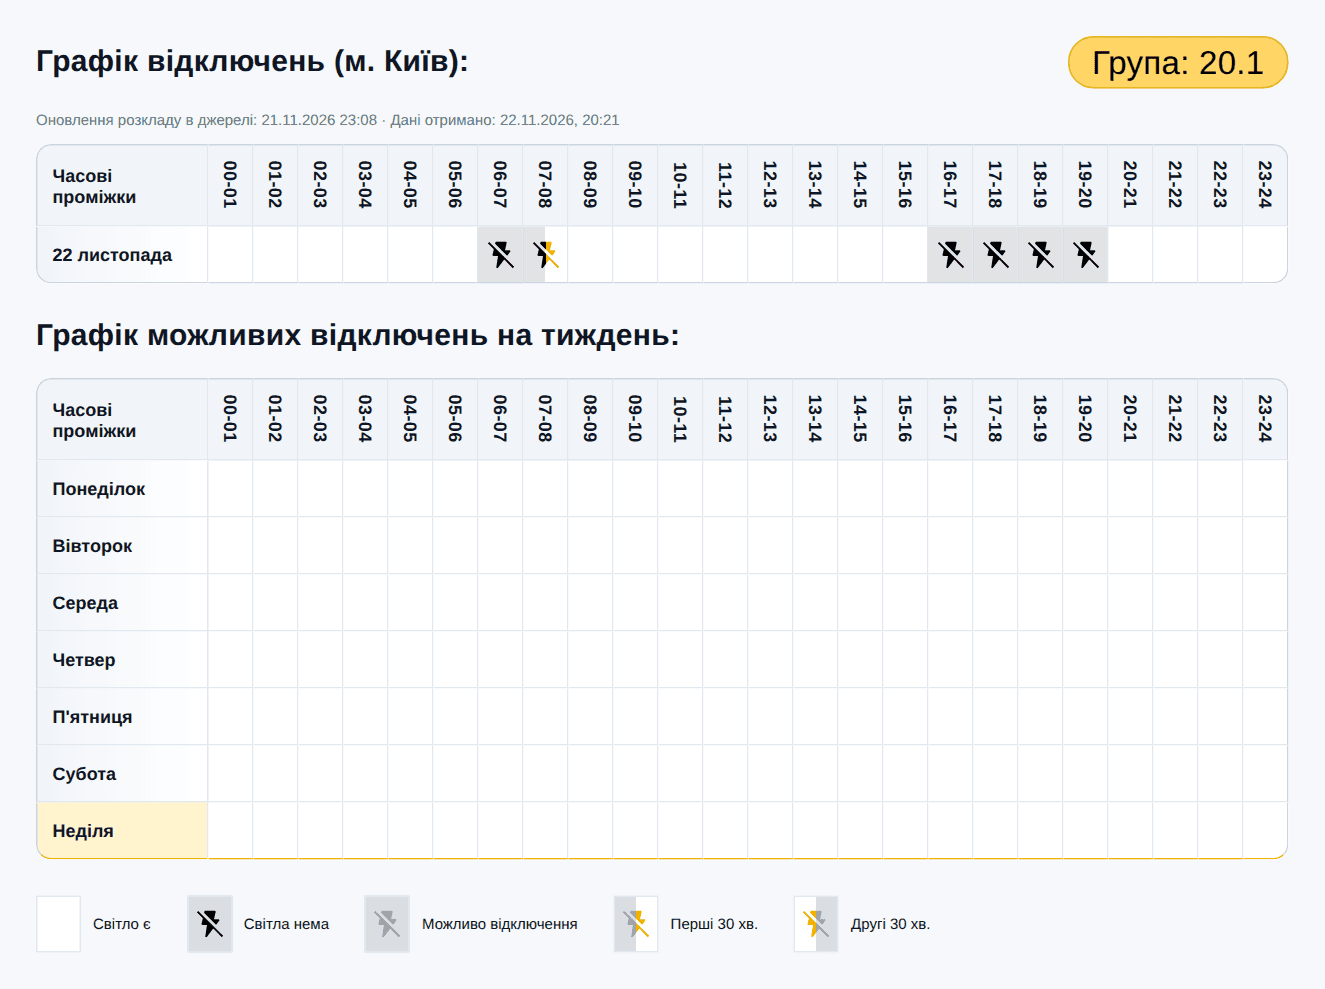 Графік відключень (м. Київ):
Група: 20.1
Оновлення розкладу в джерелі: 21.11.2026 23:08 · Дані отримано: 22.11.2026, 20:21
Часові
проміжки
00-01 01-02 02-03 03-04 04-05 05-06 06-07 07-08 08-09 09-10 10-11 11-12 12-13 13-14 14-15 15-16 16-17 17-18 18-19 19-20 20-21 21-22 22-23 23-24
22 листопада
Графік можливих відключень на тиждень:
Часові
проміжки
00-01 01-02 02-03 03-04 04-05 05-06 06-07 07-08 08-09 09-10 10-11 11-12 12-13 13-14 14-15 15-16 16-17 17-18 18-19 19-20 20-21 21-22 22-23 23-24
Понеділок
Вівторок
Середа
Четвер
П'ятниця
Субота
Неділя
Світло є
Світла нема
Можливо відключення
Перші 30 хв.
Другі 30 хв.